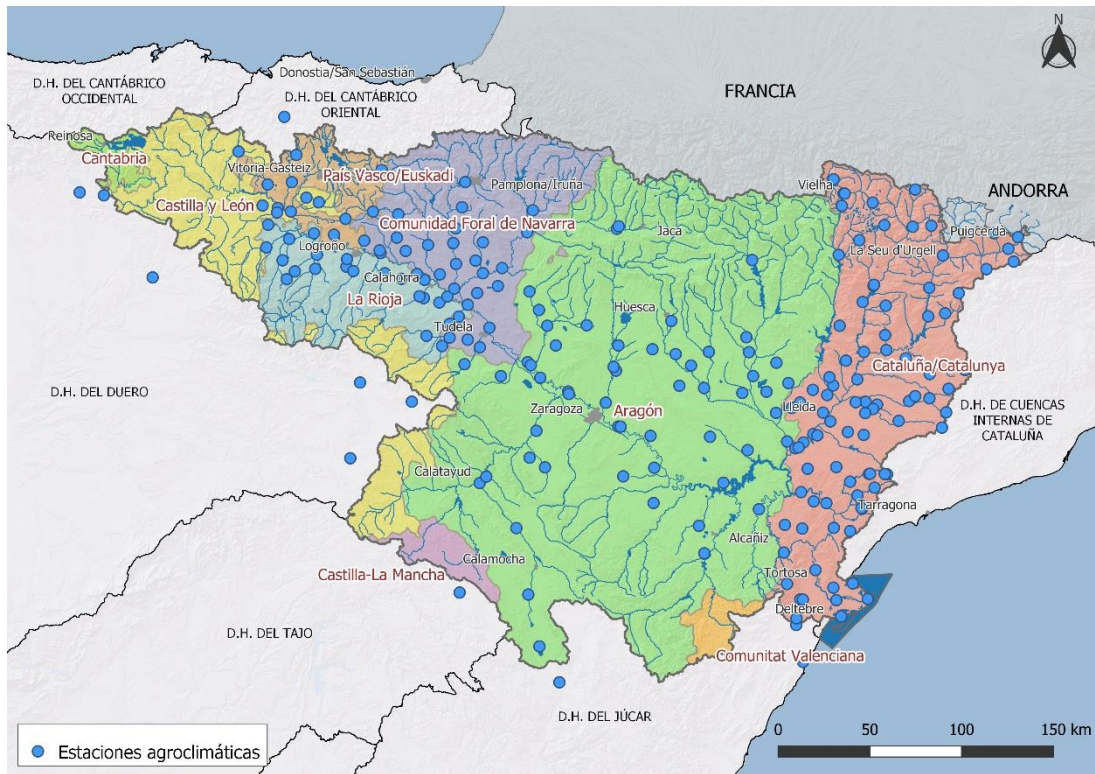 N
Donostia/San Sebastián
D.H. DEL CANTÁBRICO
OCCIDENTAL
D.H. DEL CANTÁBRICO
ORIENTAL
FRANCIA
Reinosa
Cantabria
Vitoria-Gasteiz
País Vasco/Euskadi
Pamplona/Iruña
Vielha
ANDORRA
Castilla y León
Comunidad Foral de Navarra
Jaca
Puigcerdà
Logroño
La Seu d'Urgell
Calahorra
La Rioja
Huesca
Tudela
Cataluña/Catalunya
D.H. DEL DUERO
Zaragoza
Aragón
Lleida
D.H. DE CUENCAS
INTERNAS DE
CATALUÑA
Calatayud
Tarragona
Alcañiz
Calamocha
Castilla-La Mancha
Tortosa
Deltebre
D.H. DEL TAJO
Comunitat Valenciana
D.H. DEL JÚCAR
Estaciones agroclimáticas
0 50 100 150 km